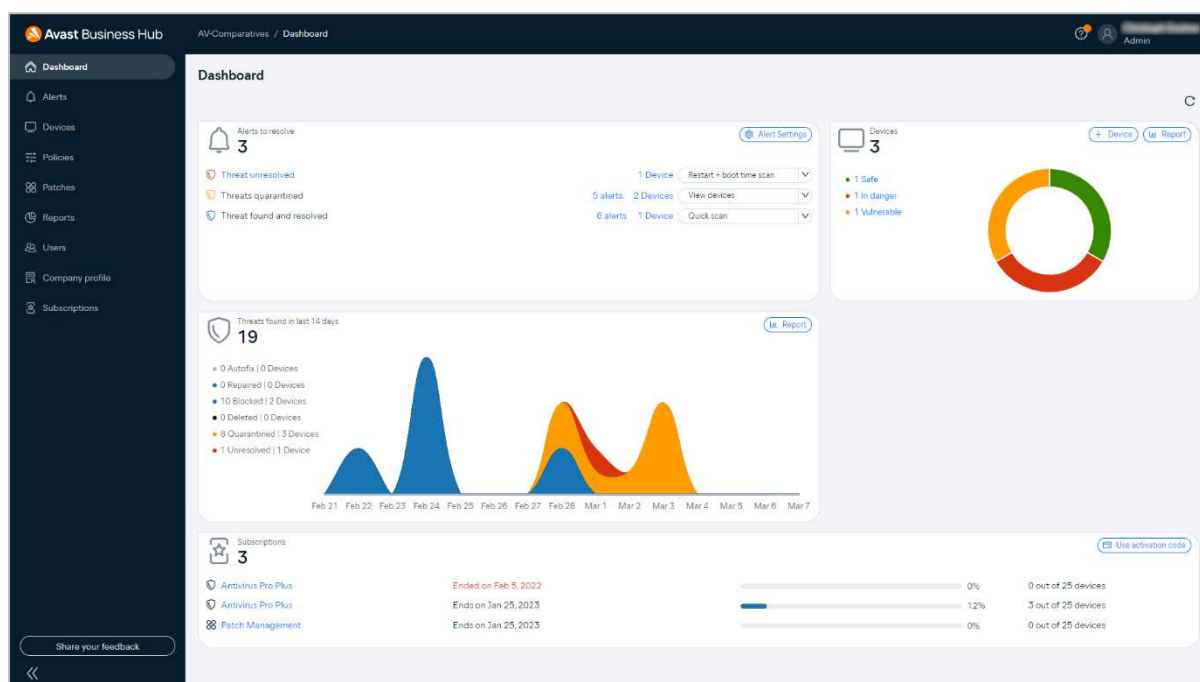 Avast Business Hub
AV-Comparatives / Dashboard
Admin
Dashboard
Alerts
Devices
Policies
Patches
Reports
Users
Company profile
Subscriptions
Share your feedback
Dashboard
Alerts to resolve
3
Alert Settings
Threat unresolved 1 Device Restart + boot time scan
Threats quarantined 5 alerts 2 Devices View devices
Threat found and resolved 6 alerts 1 Device Quick scan
Devices
3
+ Device Report
1 Safe
1 In danger
1 Vulnerable
Threats found in last 14 days
19
Report
0 Autofix | 0 Devices
0 Repaired | 0 Devices
10 Blocked | 2 Devices
0 Deleted | 0 Devices
8 Quarantined | 3 Devices
1 Unresolved | 1 Device
Feb 21 Feb 22 Feb 23 Feb 24 Feb 25 Feb 26 Feb 27 Feb 28 Mar 1 Mar 2 Mar 3 Mar 4 Mar 5 Mar 6 Mar 7
Subscriptions
3
Use activation code
Antivirus Pro Plus Ended on Feb 5, 2022 0% 0 out of 25 devices
Antivirus Pro Plus Ends on Jan 25, 2023 12% 3 out of 25 devices
Patch Management Ends on Jan 25, 2023 0% 0 out of 25 devices